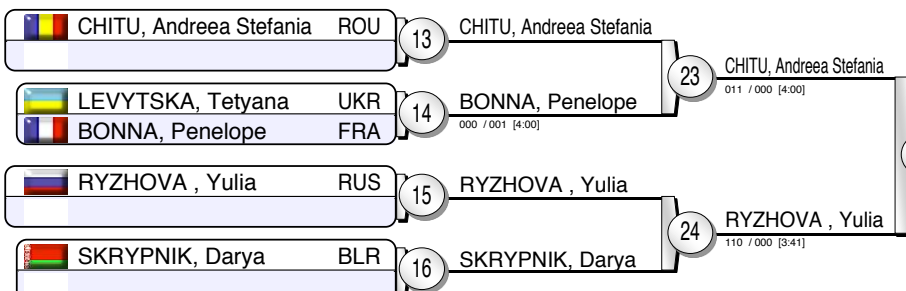 CHITU, Andreea Stefania ROU
13
CHITU, Andreea Stefania
23
CHITU, Andreea Stefania
011 / 000 [4:00]
LEVYTSKA, Tetyana UKR
BONNA, Penelope FRA
14
BONNA, Penelope
000 / 001 [4:00]
RYZHOVA , Yulia RUS
15
RYZHOVA , Yulia
24
RYZHOVA , Yulia
110 / 000 [3:41]
SKRYPNIK, Darya BLR
16
SKRYPNIK, Darya